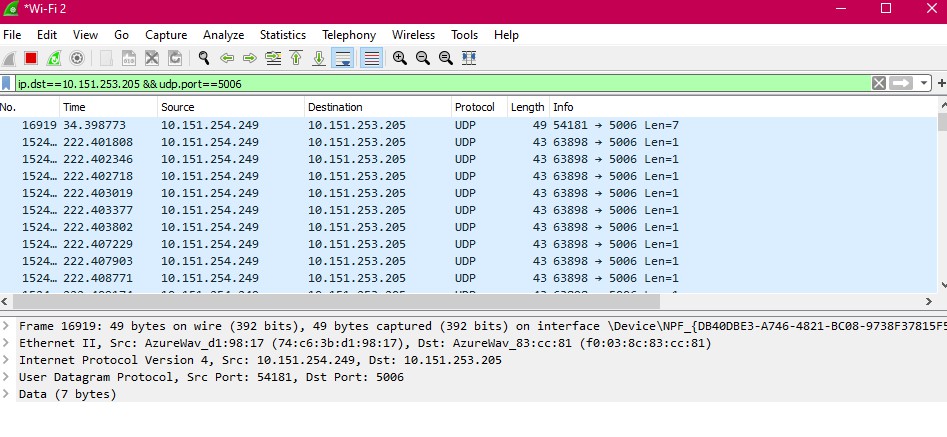 *Wi-Fi 2
File Edit View Go Capture Analyze Statistics Telephony Wireless Tools Help
ip.dst==10.151.253.205 && udp.port==5006
No. Time Source Destination Protocol Length Info
16919 34.398773 10.151.254.249 10.151.253.205 UDP 49 54181 → 5006 Len=7
1524… 222.401808 10.151.254.249 10.151.253.205 UDP 43 63898 → 5006 Len=1
1524… 222.402346 10.151.254.249 10.151.253.205 UDP 43 63898 → 5006 Len=1
1524… 222.402718 10.151.254.249 10.151.253.205 UDP 43 63898 → 5006 Len=1
1524… 222.403019 10.151.254.249 10.151.253.205 UDP 43 63898 → 5006 Len=1
1524… 222.403377 10.151.254.249 10.151.253.205 UDP 43 63898 → 5006 Len=1
1524… 222.403802 10.151.254.249 10.151.253.205 UDP 43 63898 → 5006 Len=1
1524… 222.407229 10.151.254.249 10.151.253.205 UDP 43 63898 → 5006 Len=1
1524… 222.407903 10.151.254.249 10.151.253.205 UDP 43 63898 → 5006 Len=1
1524… 222.408771 10.151.254.249 10.151.253.205 UDP 43 63898 → 5006 Len=1
Frame 16919: 49 bytes on wire (392 bits), 49 bytes captured (392 bits) on interface \Device\NPF_{DB40DBE3-A746-4821-BC08-9738F37815F5
Ethernet II, Src: AzureWav_d1:98:17 (74:c6:3b:d1:98:17), Dst: AzureWav_83:cc:81 (f0:03:8c:83:cc:81)
Internet Protocol Version 4, Src: 10.151.254.249, Dst: 10.151.253.205
User Datagram Protocol, Src Port: 54181, Dst Port: 5006
Data (7 bytes)